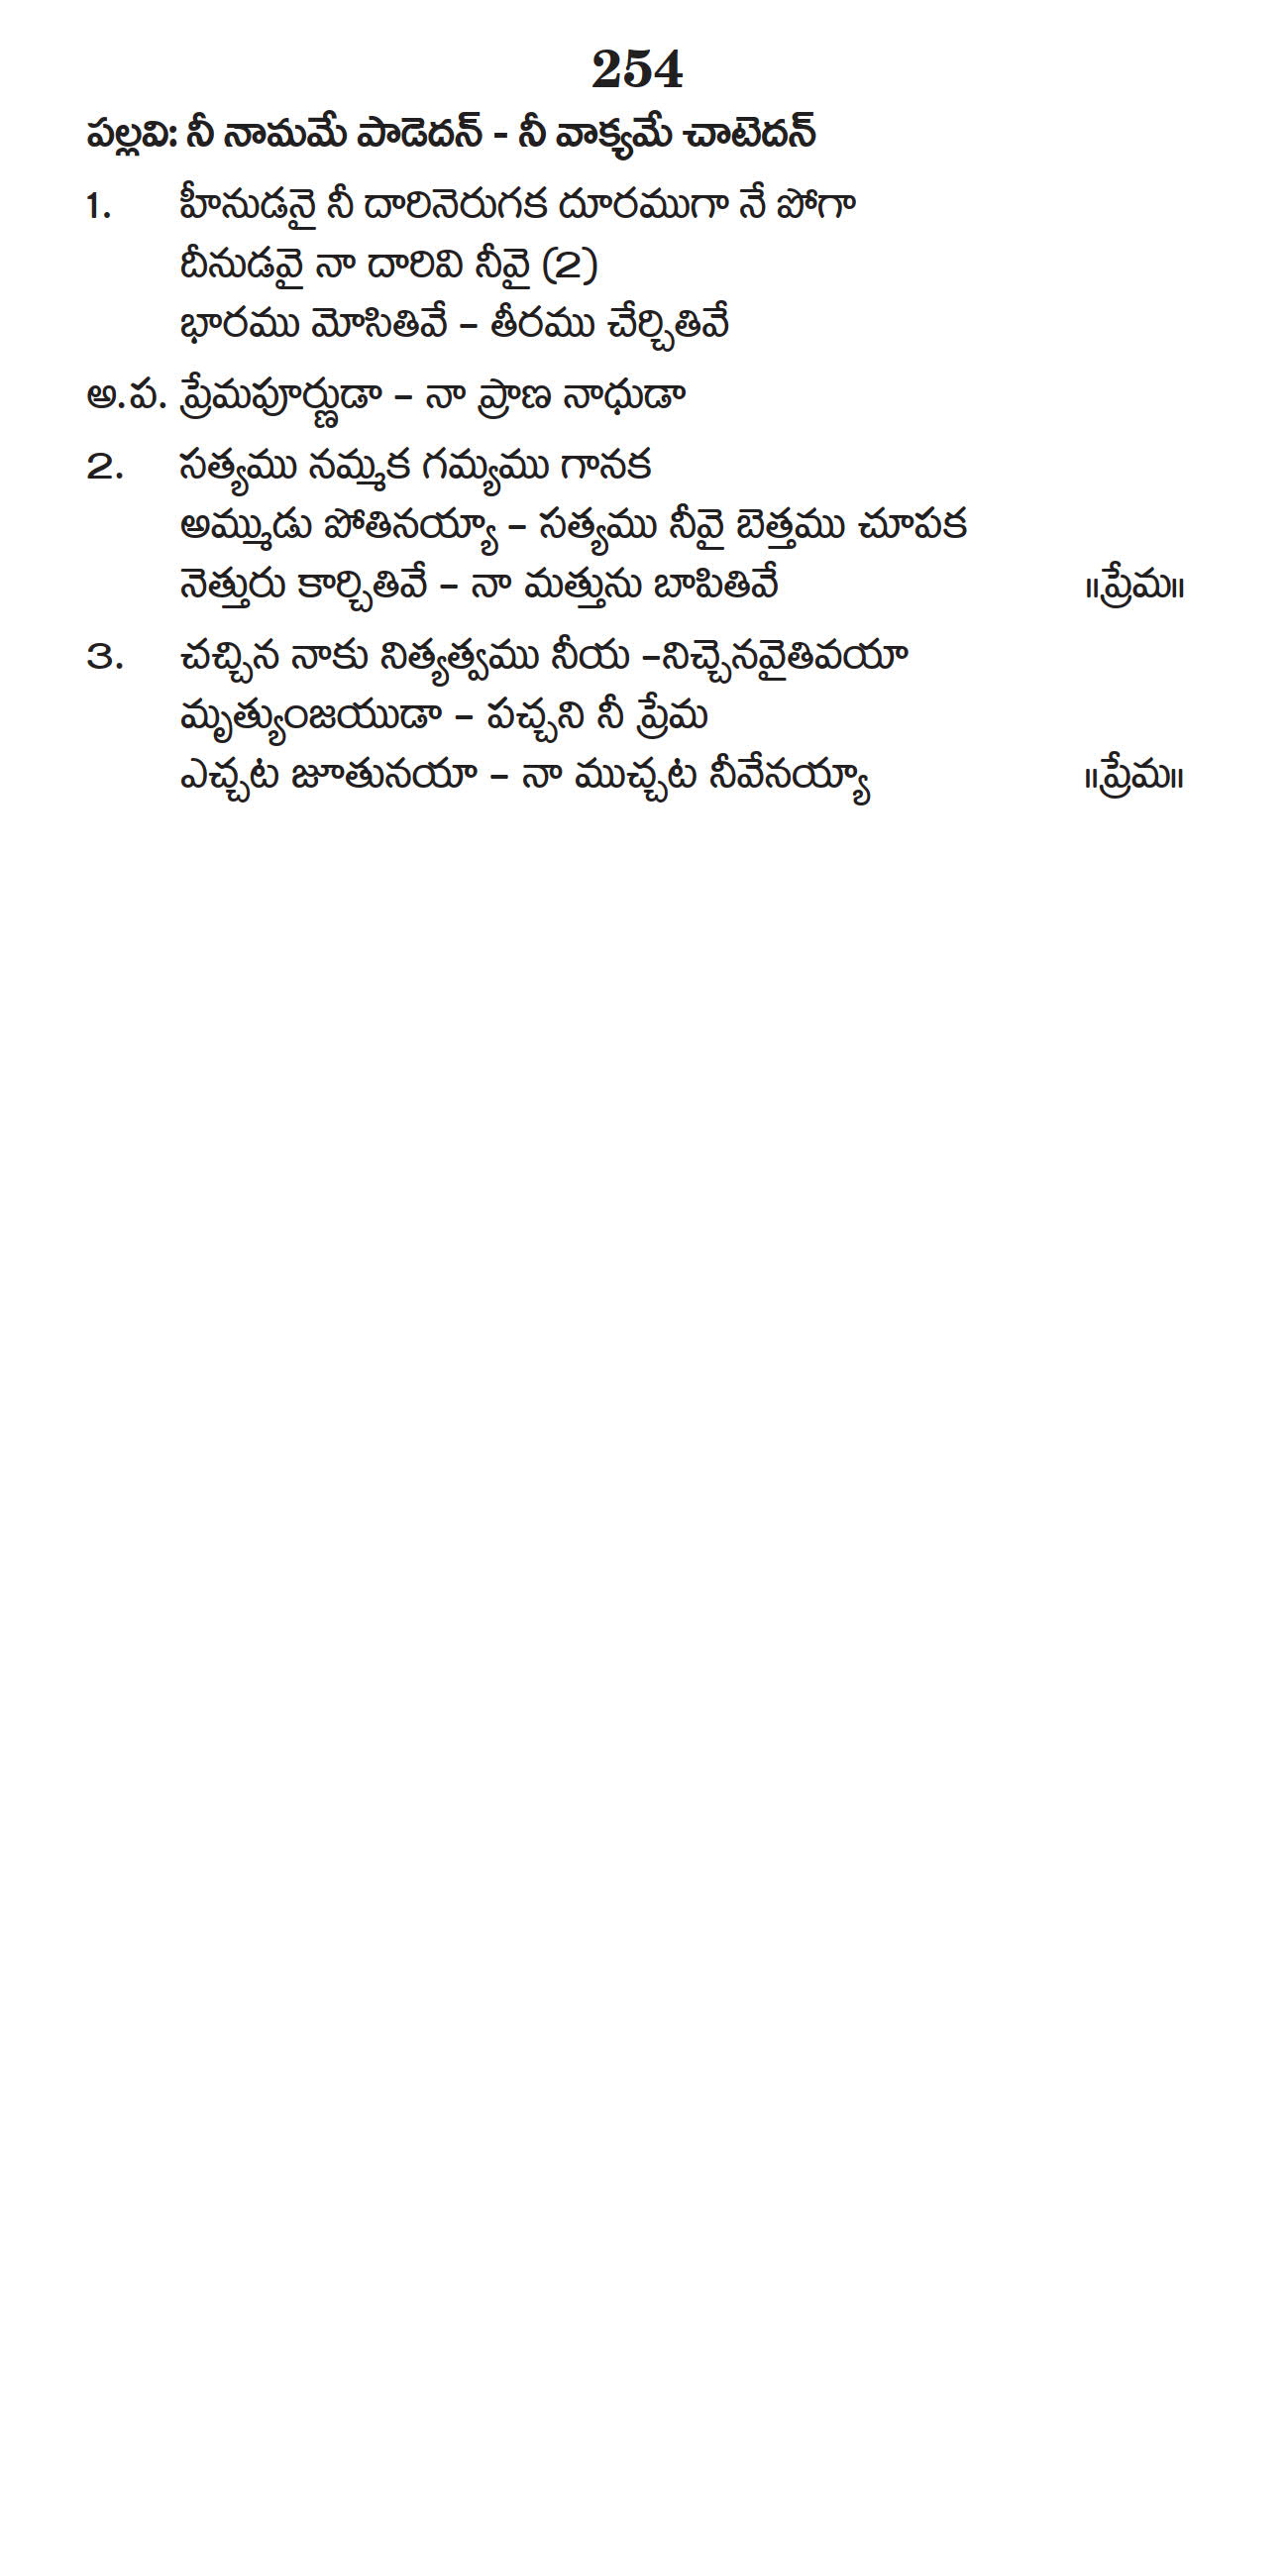 254
పల్లవి: నీ నామమే పాడెదన్ - నీ వాక్యమే చాటెదన్
1. హీనుడనై నీ దారినెరుగక దూరముగా నే పోగా
దీనుడవై నా దారివి నీవై (2)
భారము మోసితివే – తీరము చేర్చితివే
అ.ప. ప్రేమపూర్ణుడా – నా ప్రాణ నాధుడా
2. సత్యము నమ్మక గమ్యము గానక
అమ్ముడు పోతినయ్యా – సత్యము నీవై బెత్తము చూపక
నెత్తురు కార్చితివే – నా మత్తును బాపితివే ॥ప్రేమ॥
3. చచ్చిన నాకు నిత్యత్వము నీయ –నిచ్చెనవైతివయా
మృత్యుంజయుడా – పచ్చని నీ ప్రేమ
ఎచ్చట జూతునయా – నా ముచ్చట నీవేనయ్యా ॥ప్రేమ॥